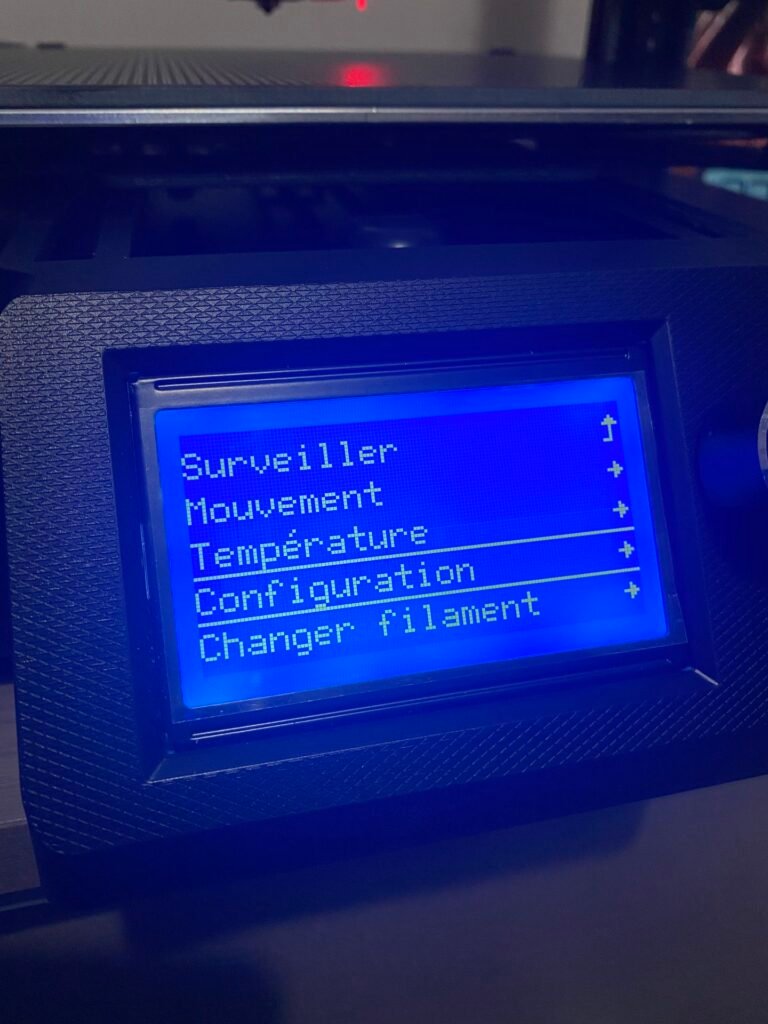 Surveiller
Mouvement
Température
Configuration
Changer filament